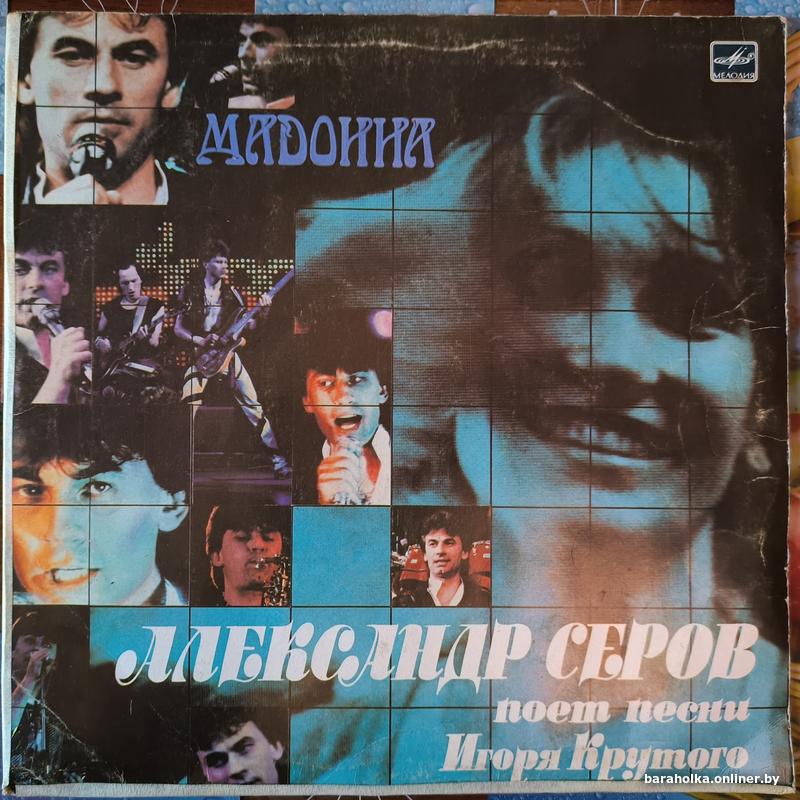 МЕЛОДИЯ
МАДОННА
АЛЕКСАНДР СЕРОВ
поет песни
Игоря Крутого
baraholka.onliner.by